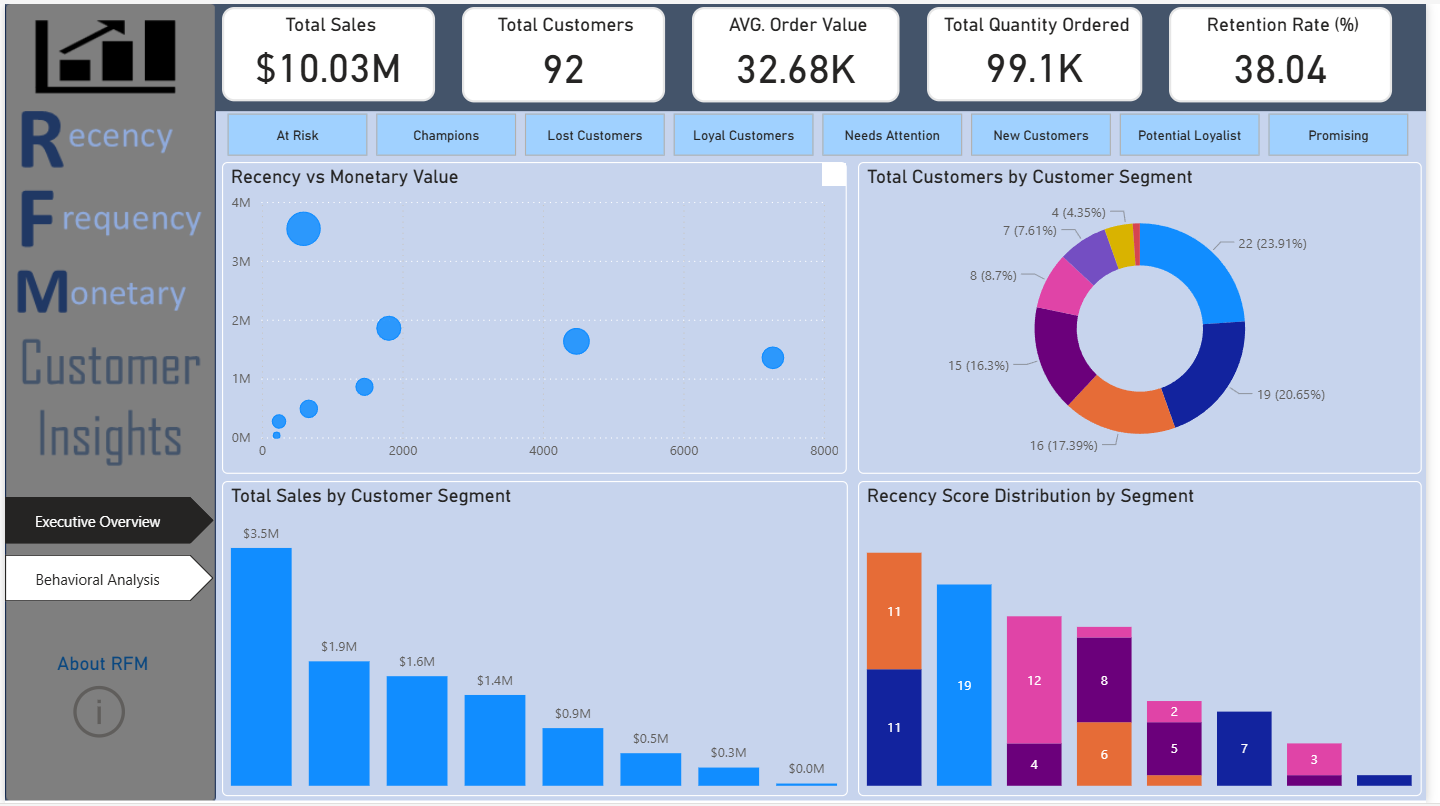 Recency
Frequency
Monetary
Customer
Insights
Executive Overview
Behavioral Analysis
About RFM
i
Total Sales
$10.03M
Total Customers
92
AVG. Order Value
32.68K
Total Quantity Ordered
99.1K
Retention Rate (%)
38.04
At Risk
Champions
Lost Customers
Loyal Customers
Needs Attention
New Customers
Potential Loyalist
Promising
Recency vs Monetary Value
4M
3M
2M
1M
0M
0 2000 4000 6000 8000
Total Customers by Customer Segment
4 (4.35%)
7 (7.61%)
22 (23.91%)
8 (8.7%)
15 (16.3%)
19 (20.65%)
16 (17.39%)
Total Sales by Customer Segment
$3.5M
$1.9M
$1.6M
$1.4M
$0.9M
$0.5M
$0.3M
$0.0M
Recency Score Distribution by Segment
11
11
19
12
4
8
6
2
5
7
3